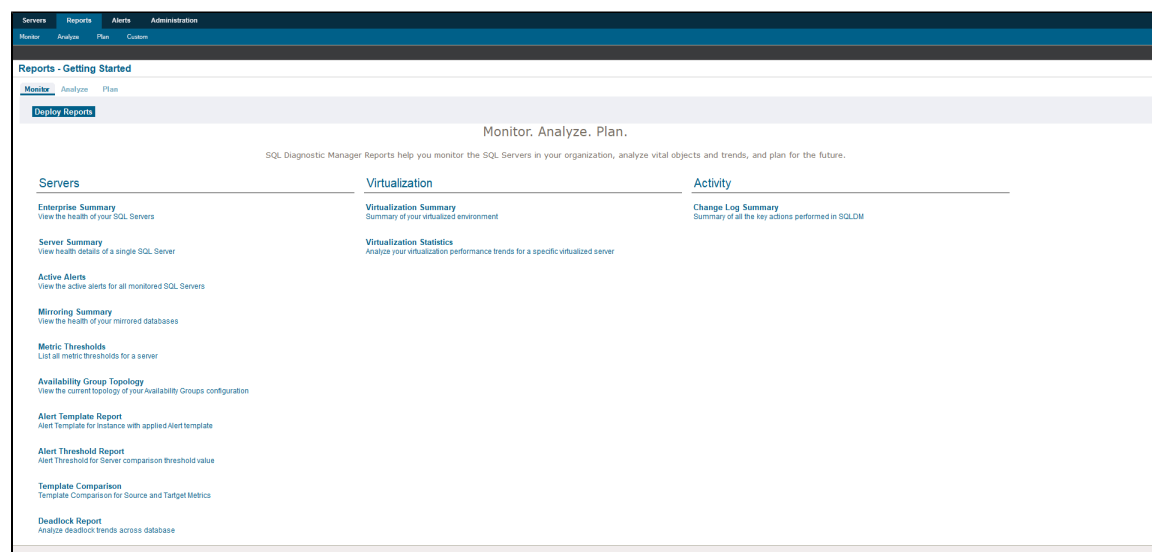 Servers Reports Alerts Administration
Monitor Analyze Plan Custom
Reports - Getting Started
Monitor Analyze Plan
Deploy Reports
Monitor. Analyze. Plan.
SQL Diagnostic Manager Reports help you monitor the SQL Servers in your organization, analyze vital objects and trends, and plan for the future.
Servers
Enterprise Summary
View the health of your SQL Servers
Server Summary
View health details of a single SQL Server
Active Alerts
View the active alerts for all monitored SQL Servers
Mirroring Summary
View the health of your mirrored databases
Metric Thresholds
List all metric thresholds for a server
Availability Group Topology
View the current topology of your Availability Groups configuration
Alert Template Report
Alert Template for Instance with applied Alert template
Alert Threshold Report
Alert Threshold for Server comparison threshold value
Template Comparison
Template Comparison for Source and Tartget Metrics
Deadlock Report
Analyze deadlock trends across database
Virtualization
Virtualization Summary
Summary of your virtualized environment
Virtualization Statistics
Analyze your virtualization performance trends for a specific virtualized server
Activity
Change Log Summary
Summary of all the key actions performed in SQLDM